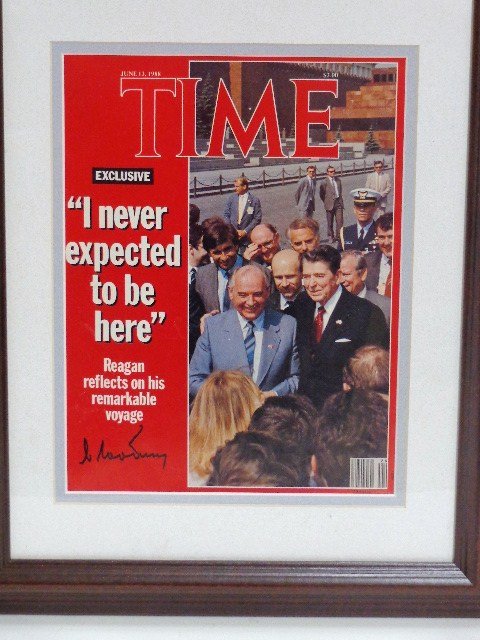 JUNE 13, 1988
$2.00
TIME
EXCLUSIVE
"I never
expected
to be
here"
Reagan
reflects on his
remarkable
voyage